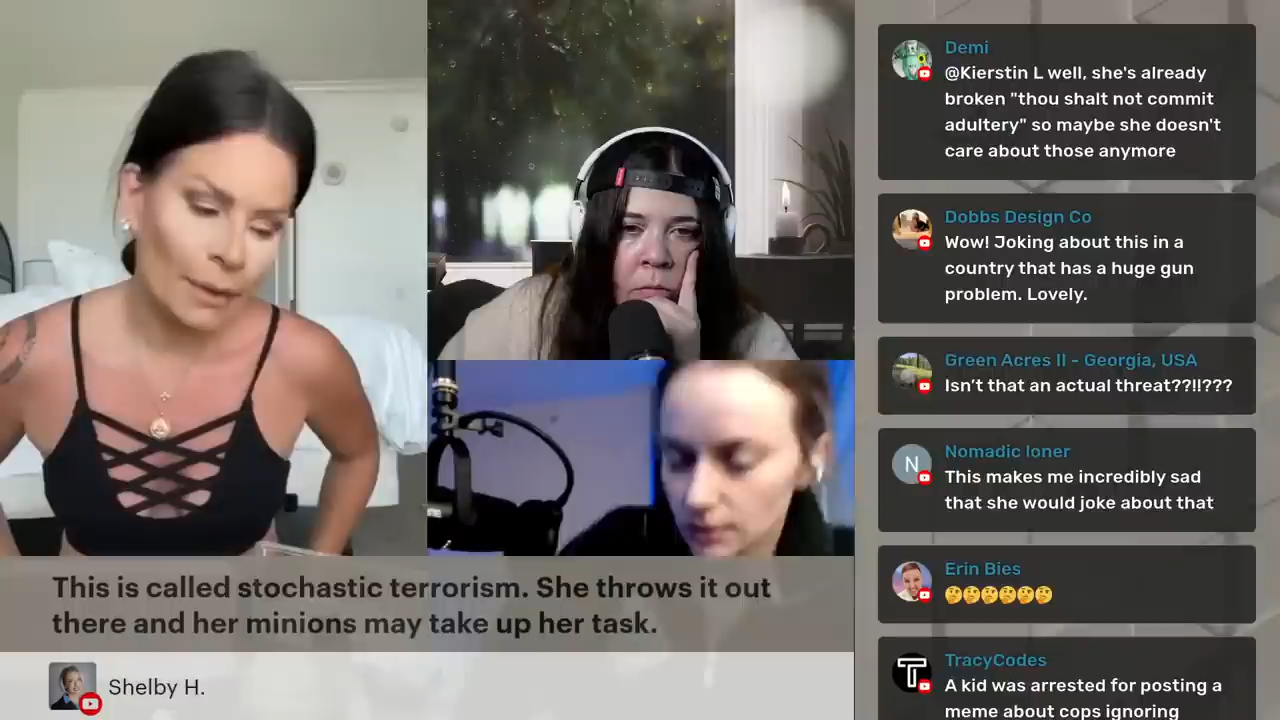 This is called stochastic terrorism. She throws it out
there and her minions may take up her task.
Shelby H.
Demi
@Kierstin L well, she's already
broken "thou shalt not commit
adultery" so maybe she doesn't
care about those anymore
Dobbs Design Co
Wow! Joking about this in a
country that has a huge gun
problem. Lovely.
Green Acres II - Georgia, USA
Isn't that an actual threat??!!???
N
Nomadic loner
This makes me incredibly sad
that she would joke about that
Erin Bies
🤔🤔🤔🤔🤔🤔
T
TracyCodes
A kid was arrested for posting a
meme about cops ignoring